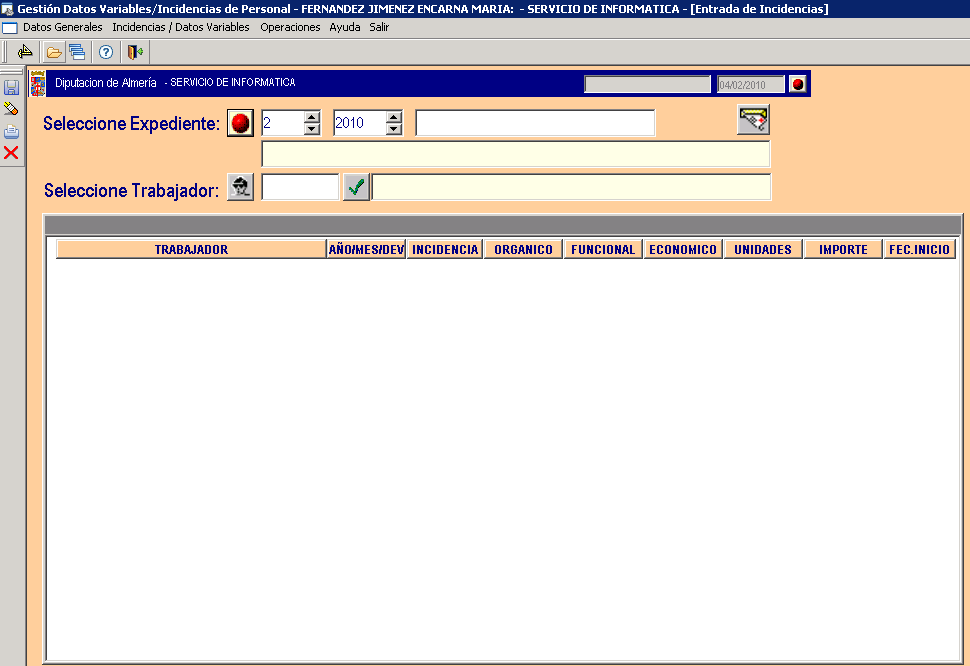 Gestión Datos Variables/Incidencias de Personal - FERNANDEZ JIMENEZ ENCARNA MARIA: - SERVICIO DE INFORMATICA - [Entrada de Incidencias]
Datos Generales Incidencias / Datos Variables Operaciones Ayuda Salir
Diputacion de Almería - SERVICIO DE INFORMATICA 04/02/2010
Seleccione Expediente: 2 2010
Seleccione Trabajador:
TRABAJADOR AÑO/MES/DEV INCIDENCIA ORGANICO FUNCIONAL ECONOMICO UNIDADES IMPORTE FEC.INICIO